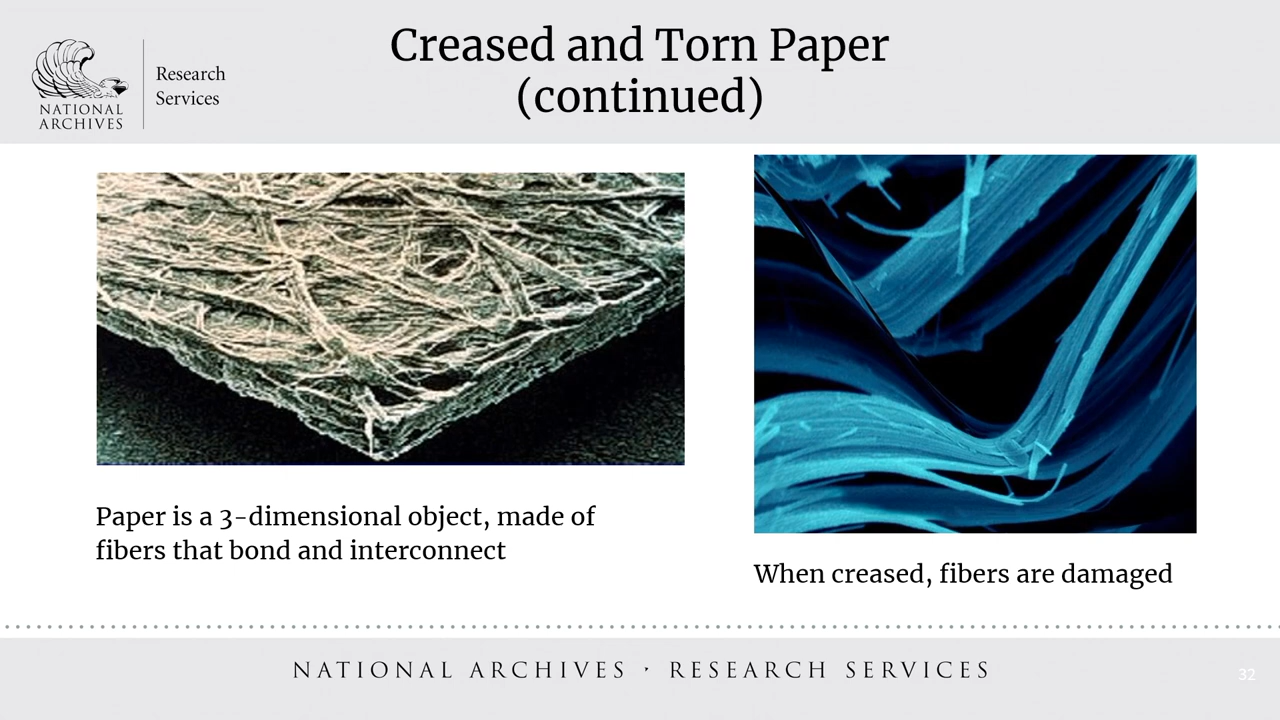 NATIONAL
ARCHIVES
Research
Services
Creased and Torn Paper
(continued)
Paper is a 3-dimensional object, made of
fibers that bond and interconnect
When creased, fibers are damaged
NATIONAL ARCHIVES · RESEARCH SERVICES
32